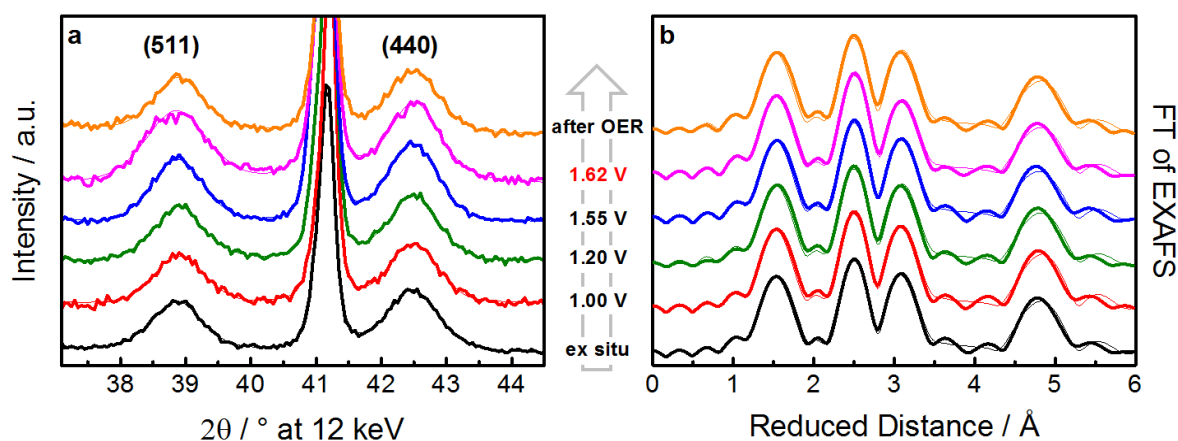 a
(511)
(440)
Intensity / a.u.
38 39 40 41 42 43 44
2θ / ° at 12 keV
after OER
1.62 V
1.55 V
1.20 V
1.00 V
ex situ
b
FT of EXAFS
0 1 2 3 4 5 6
Reduced Distance / Å